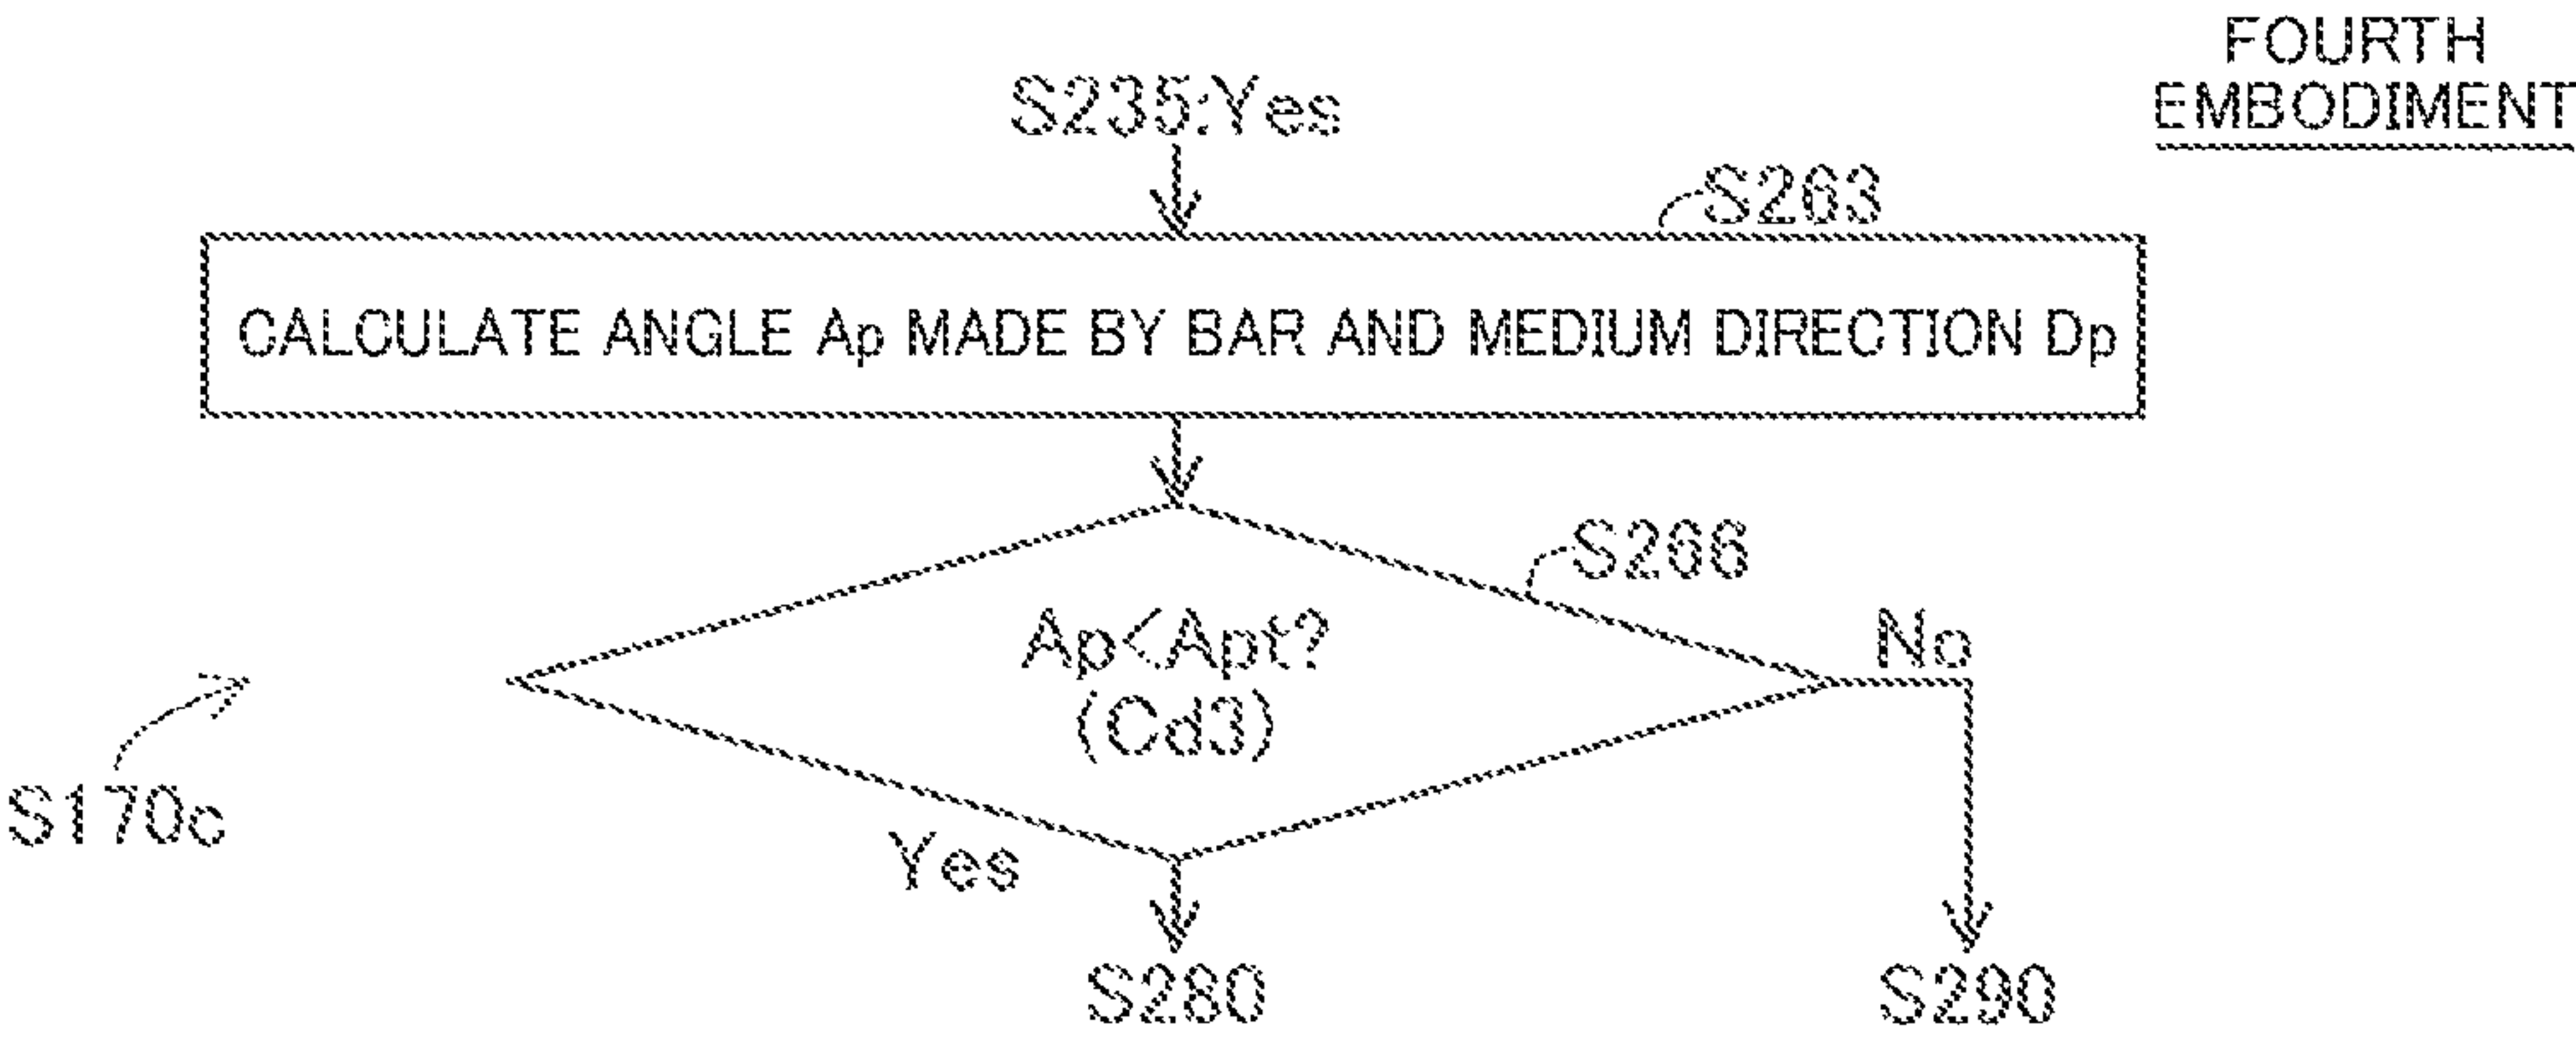 FOURTH
EMBODIMENT
S235:Yes
S263
CALCULATE ANGLE Ap MADE BY BAR AND MEDIUM DIRECTION Dp
S266
Ap<Apt?
(Cd3)
No
S170c
Yes
S280
S290